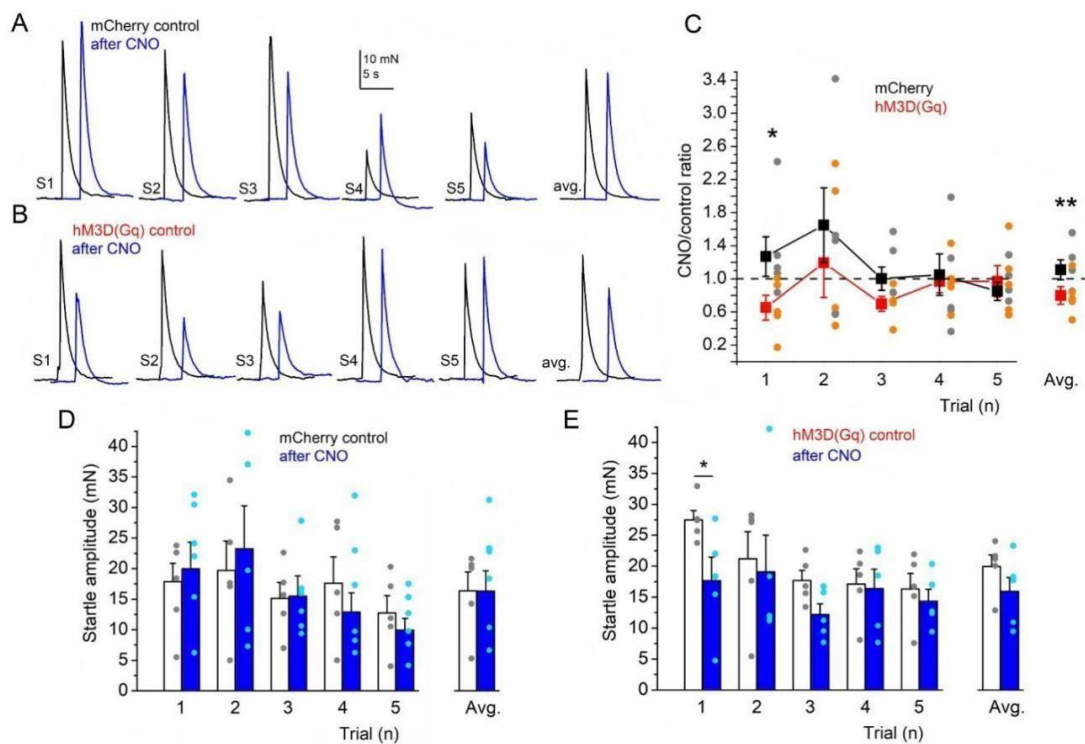 A
mCherry control
after CNO
10 mN
5 s
S1
S2
S3
S4
S5
avg.
B
hM3D(Gq) control
after CNO
S1
S2
S3
S4
S5
avg.
C
mCherry
hM3D(Gq)
*
**
CNO/control ratio
3.4
3.0
2.6
2.2
1.8
1.4
1.0
0.6
0.2
1 2 3 4 5 Avg.
Trial (n)
D
mCherry control
after CNO
Startle amplitude (mN)
40
35
30
25
20
15
10
5
0
1 2 3 4 5 Avg.
Trial (n)
E
hM3D(Gq) control
after CNO
*
Startle amplitude (mN)
40
35
30
25
20
15
10
5
0
1 2 3 4 5 Avg.
Trial (n)